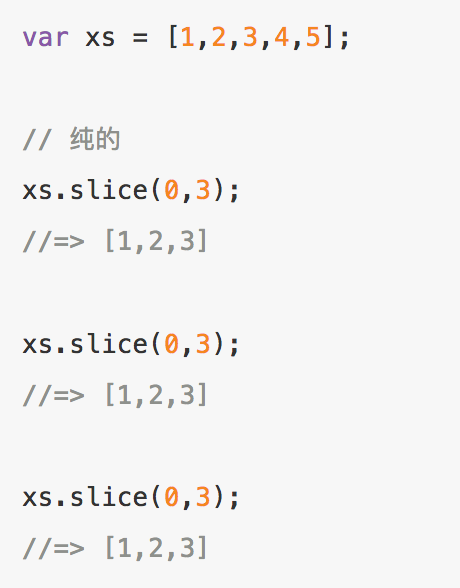 var xs = [1,2,3,4,5];
// 纯的
xs.slice(0,3);
//=> [1,2,3]
xs.slice(0,3);
//=> [1,2,3]
xs.slice(0,3);
//=> [1,2,3]